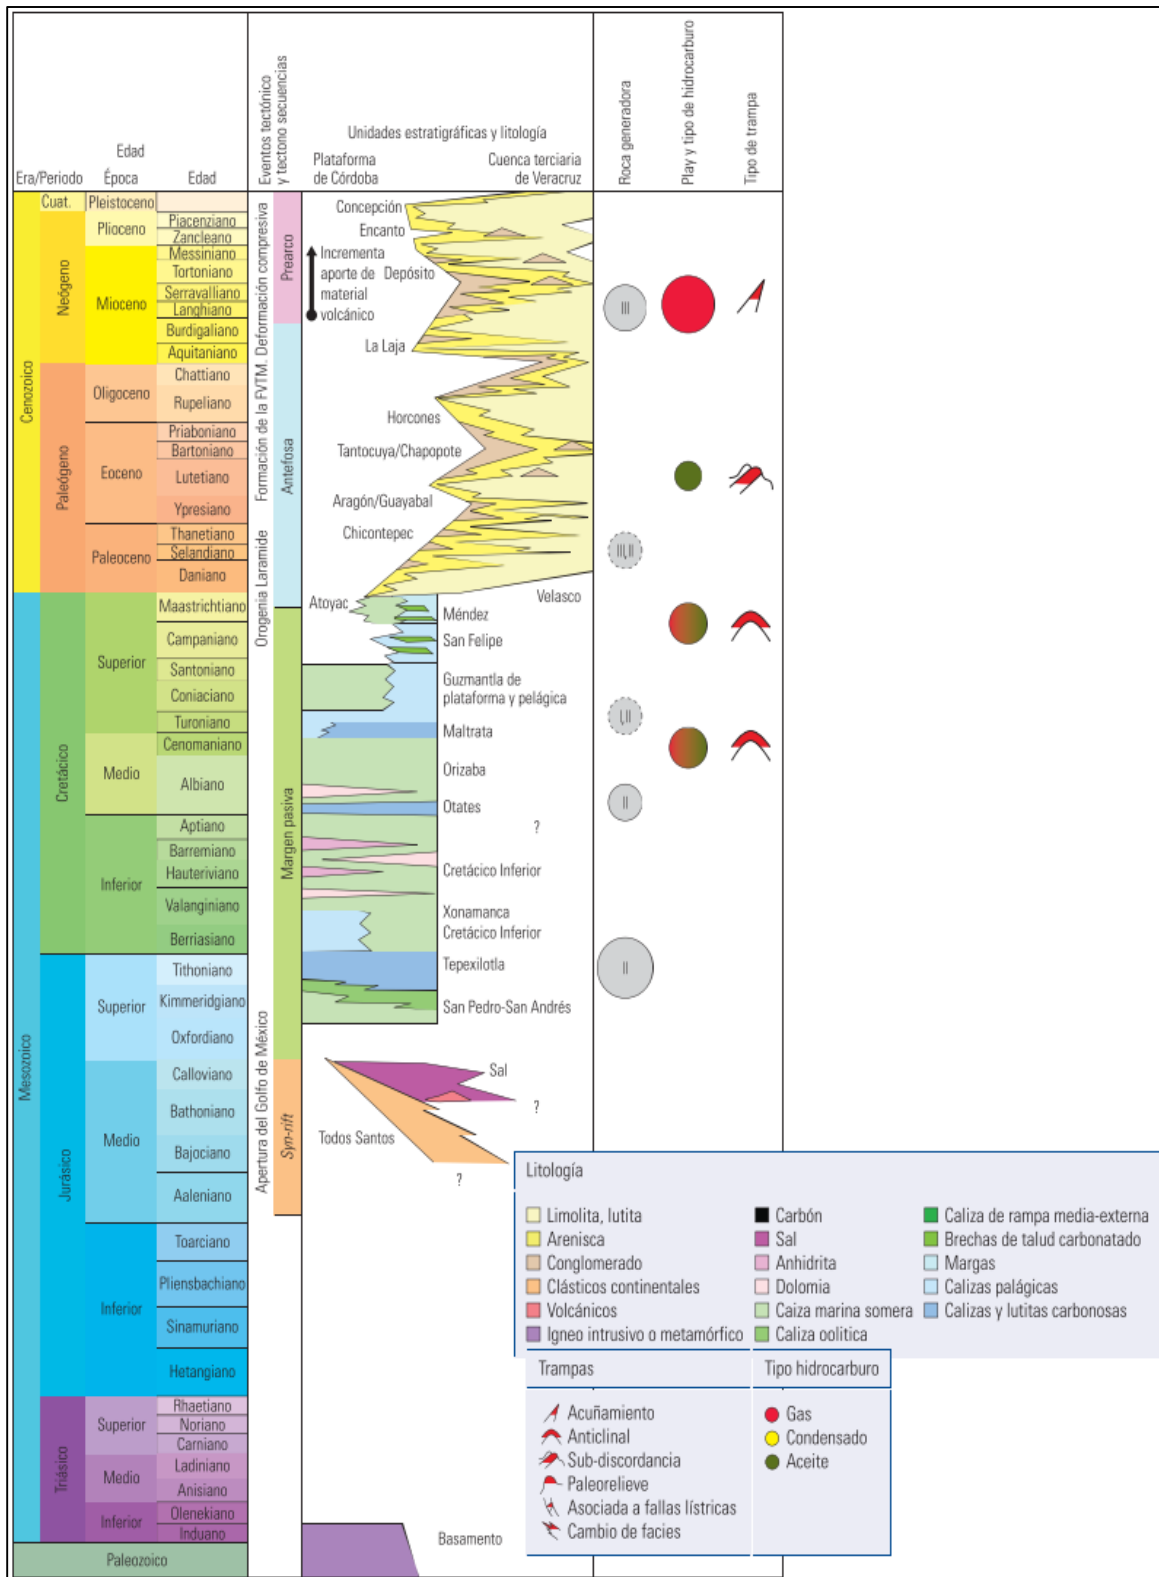 Edad
Era/Periodo
Época
Edad
Eventos tectónico
y tectono secuencias
Unidades estratigráficas y litología
Plataforma
de Córdoba
Cuenca terciaria
de Veracruz
Roca generadora
Play y tipo de hidrocarburo
Tipo de trampa
Cenozoico
Mesozoico
Cuat.
Neógeno
Paleógeno
Cretácico
Jurásico
Triásico
Paleozoico
Pleistoceno
Plioceno
Mioceno
Oligoceno
Eoceno
Paleoceno
Superior
Medio
Inferior
Superior
Medio
Inferior
Superior
Medio
Inferior
Piacenziano
Zancleano
Messiniano
Tortoniano
Serravalliano
Langhiano
Burdigaliano
Aquitaniano
Chattiano
Rupeliano
Priaboniano
Bartoniano
Lutetiano
Ypresiano
Thanetiano
Selandiano
Daniano
Maastrichtiano
Campaniano
Santoniano
Coniaciano
Turoniano
Cenomaniano
Albiano
Aptiano
Barremiano
Hauteriviano
Valanginiano
Berriasiano
Tithoniano
Kimmeridgiano
Oxfordiano
Calloviano
Bathoniano
Bajociano
Aaleniano
Toarciano
Pliensbachiano
Sinamuriano
Hetangiano
Rhaetiano
Noriano
Carniano
Ladiniano
Anisiano
Olenekiano
Induano
Formación de la FVTM. Deformación compresiva
Orogenia Laramide
Apertura del Golfo de México
Prearco
Antefosa
Margen pasiva
Syn-rift
Concepción
Encanto
Incrementa
aporte de
material
volcánico
Depósito
La Laja
Horcones
Tantocuya/Chapopote
Aragón/Guayabal
Chicontepec
Velasco
Atoyac
Méndez
San Felipe
Guzmantla de
plataforma y pelágica
Maltrata
Orizaba
Otates
?
Cretácico Inferior
Xonamanca
Cretácico Inferior
Tepexilotla
San Pedro-San Andrés
Sal
?
Todos Santos
?
Basamento
III
III,II
I,II
II
II
Litología
Limolita, lutita
Arenisca
Conglomerado
Clásticos continentales
Volcánicos
Igneo intrusivo o metamórfico
Carbón
Sal
Anhidrita
Dolomia
Caiza marina somera
Caliza oolitica
Caliza de rampa media-externa
Brechas de talud carbonatado
Margas
Calizas palágicas
Calizas y lutitas carbonosas
Trampas
Acuñamiento
Anticlinal
Sub-discordancia
Paleorelieve
Asociada a fallas lístricas
Cambio de facies
Tipo hidrocarburo
Gas
Condensado
Aceite